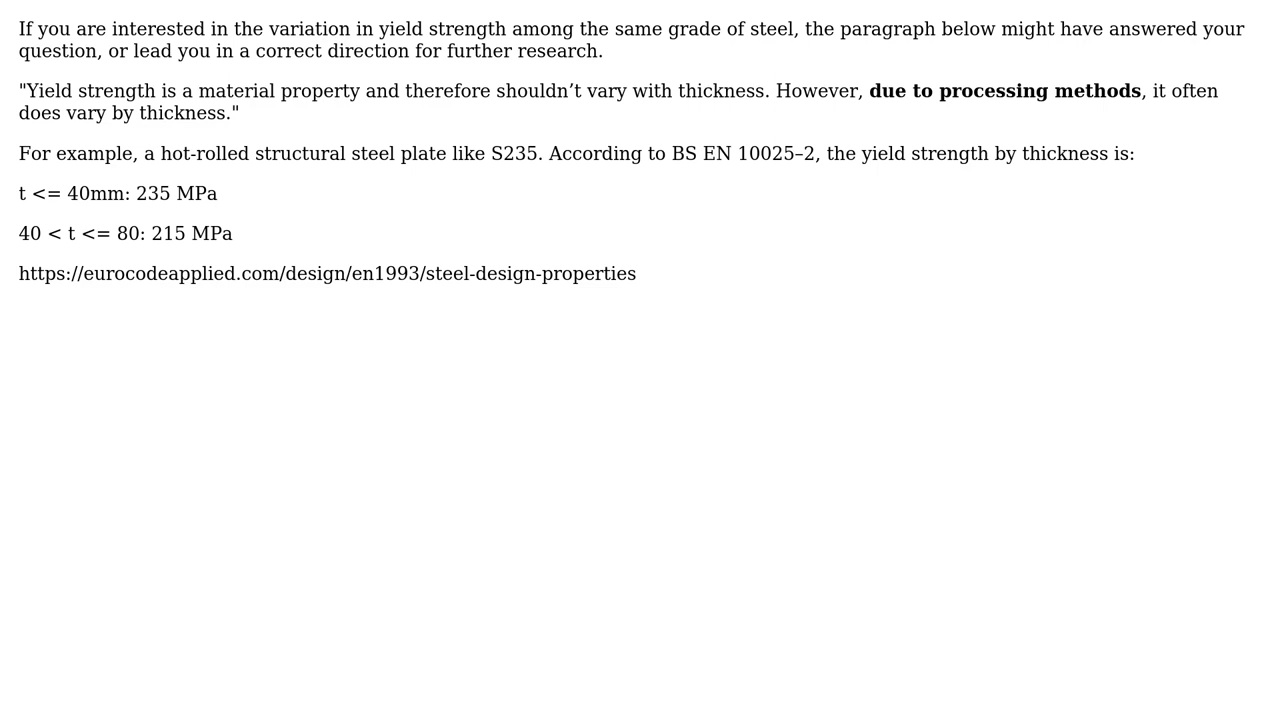 If you are interested in the variation in yield strength among the same grade of steel, the paragraph below might have answered your
question, or lead you in a correct direction for further research.
"Yield strength is a material property and therefore shouldn’t vary with thickness. However, due to processing methods, it often
does vary by thickness."
For example, a hot-rolled structural steel plate like S235. According to BS EN 10025–2, the yield strength by thickness is:
t <= 40mm: 235 MPa
40 < t <= 80: 215 MPa
https://eurocodeapplied.com/design/en1993/steel-design-properties